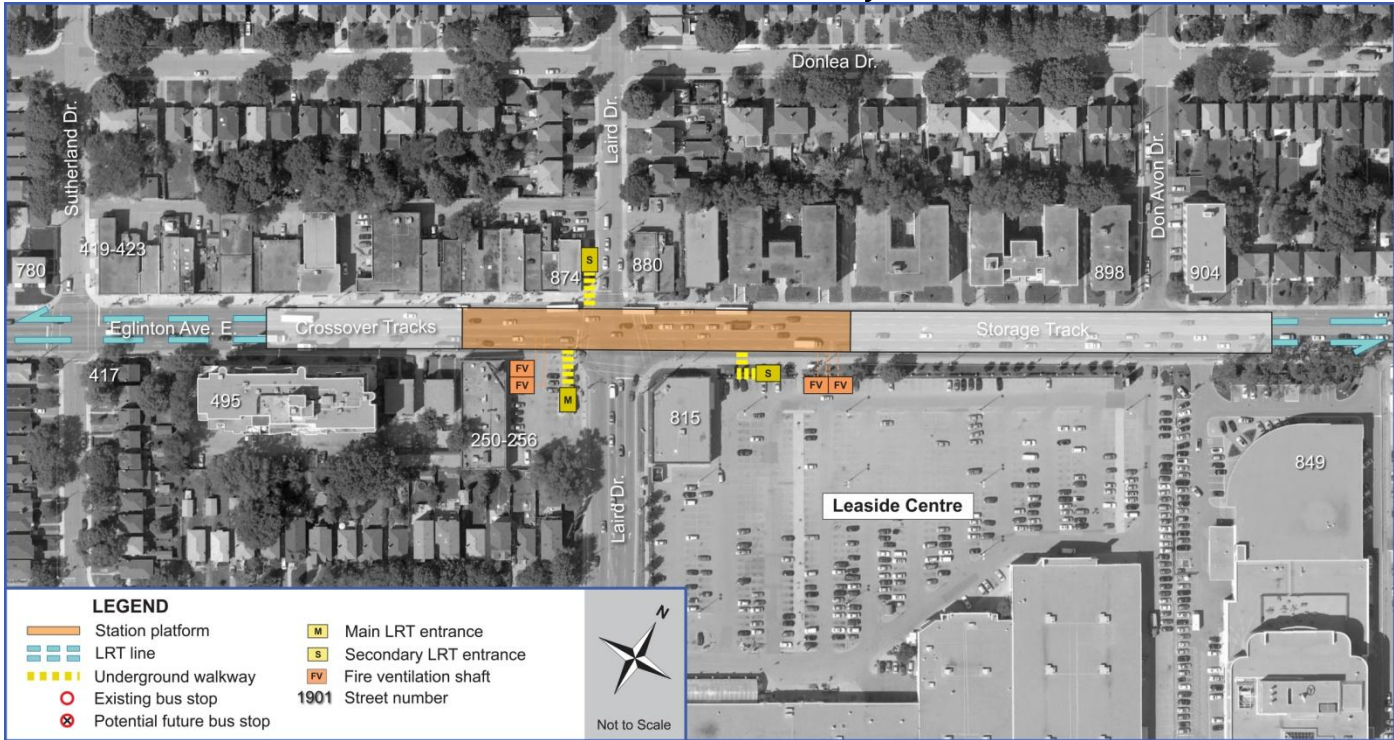 Donlea Dr.
Sutherland Dr.
Laird Dr.
Don Avon Dr.
780
419-423
874
S
880
898
904
Eglinton Ave. E.
Crossover Tracks
Storage Track
417
495
FV
FV
M
S
FV FV
250-256
815
849
Laird Dr.
Leaside Centre
LEGEND
Station platform
LRT line
Underground walkway
Existing bus stop
Potential future bus stop
M Main LRT entrance
S Secondary LRT entrance
FV Fire ventilation shaft
1901 Street number
N
Not to Scale